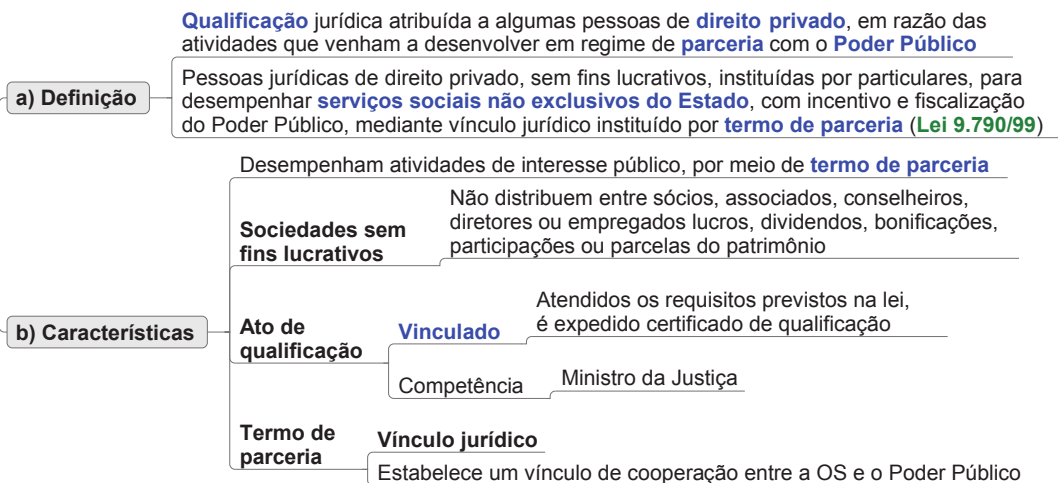 Qualificação jurídica atribuída a algumas pessoas de direito privado, em razão das
atividades que venham a desenvolver em regime de parceria com o Poder Público
a) Definição
Pessoas jurídicas de direito privado, sem fins lucrativos, instituídas por particulares, para
desempenhar serviços sociais não exclusivos do Estado, com incentivo e fiscalização
do Poder Público, mediante vínculo jurídico instituído por termo de parceria (Lei 9.790/99)
b) Características
Desempenham atividades de interesse público, por meio de termo de parceria
Sociedades sem
fins lucrativos
Não distribuem entre sócios, associados, conselheiros,
diretores ou empregados lucros, dividendos, bonificações,
participações ou parcelas do patrimônio
Ato de
qualificação
Vinculado
Atendidos os requisitos previstos na lei,
é expedido certificado de qualificação
Competência
Ministro da Justiça
Termo de
parceria
Vínculo jurídico
Estabelece um vínculo de cooperação entre a OS e o Poder Público